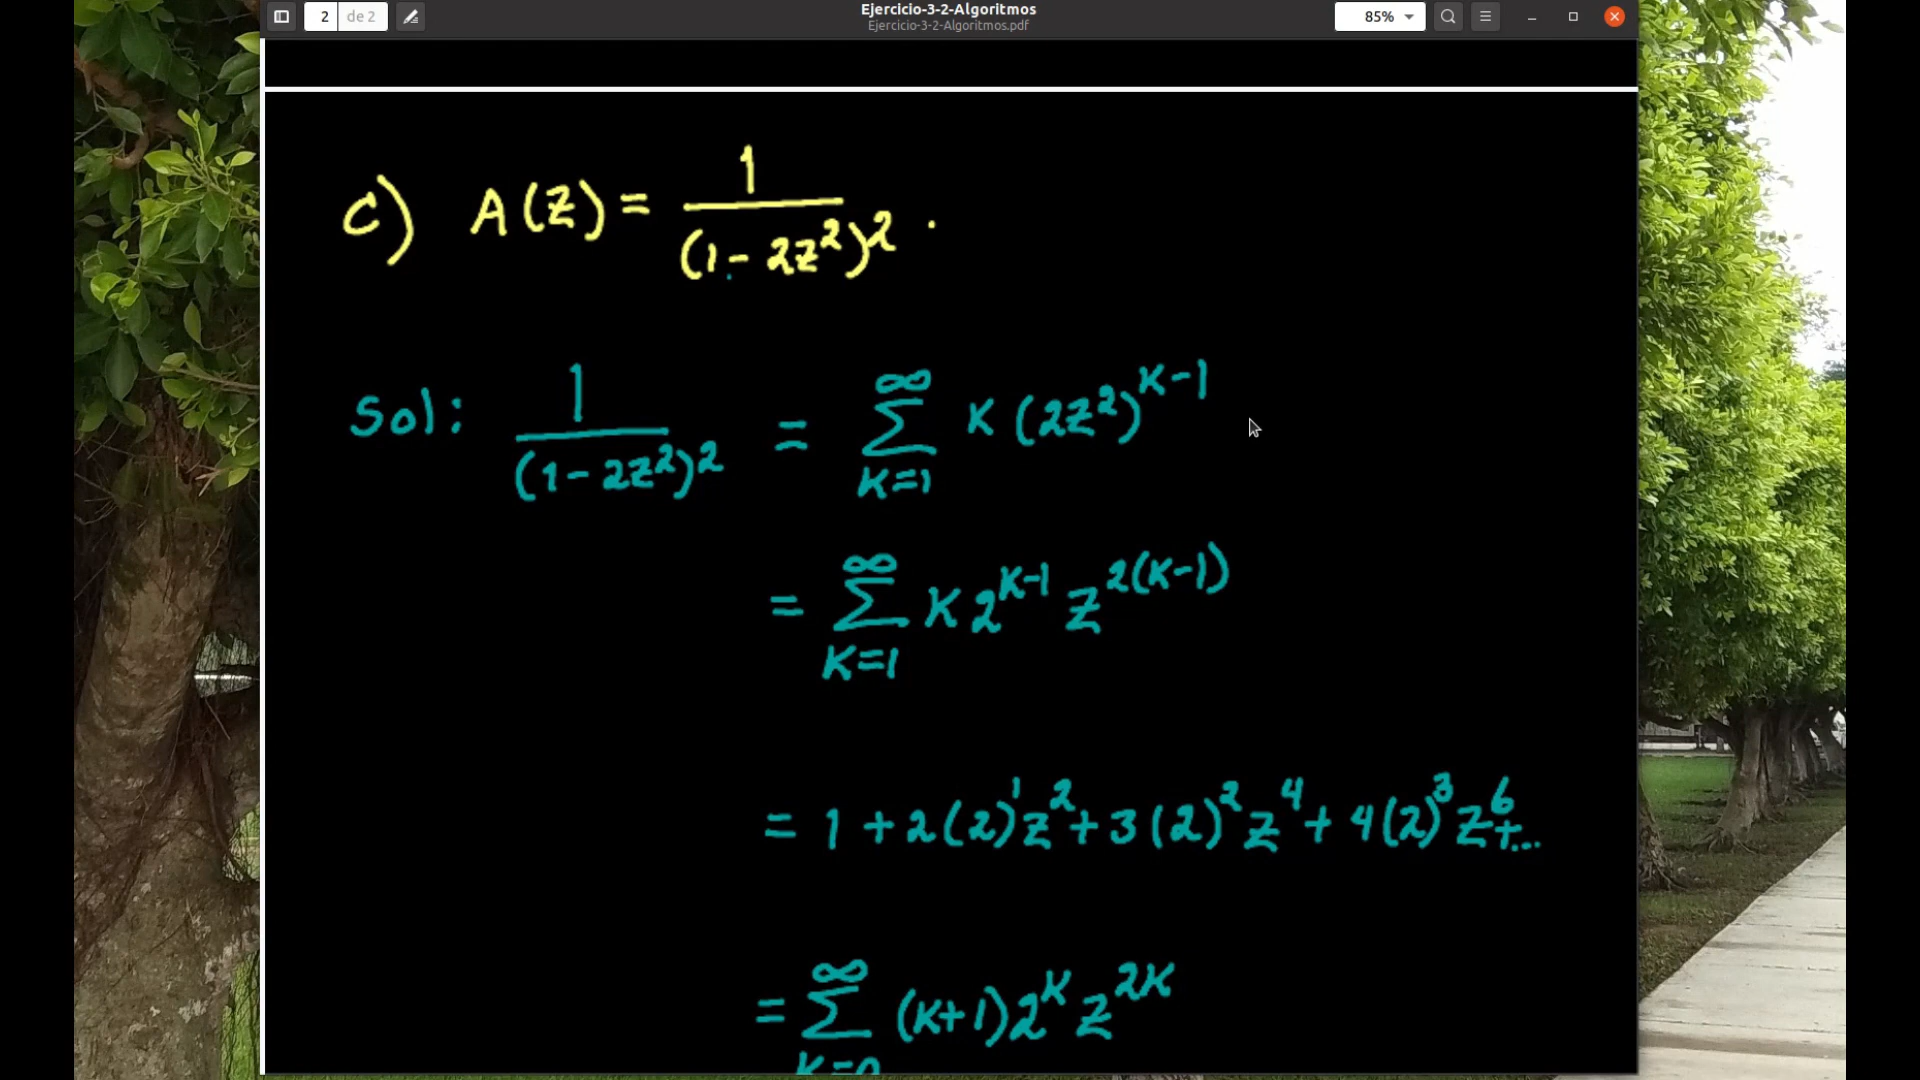 2 de 2 Ejercicio-3-2-Algoritmos 85%
Ejercicio-3-2-Algoritmos.pdf
C) A(Z) = 1/(1-2z²)² .
Sol: 1/(1-2z²)² = ∑_{K=1}^{∞} K(2z²)^{K-1}
= ∑_{K=1}^{∞} K 2^{K-1} z^{2(K-1)}
= 1 + 2(2)¹z² + 3(2)²z⁴ + 4(2)³z⁶ + ...
= ∑_{K=0}^{∞} (K+1) 2^K z^{2K}